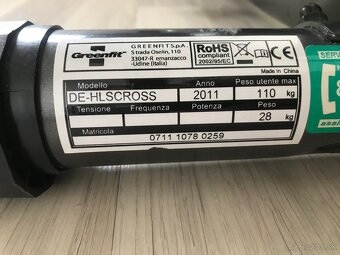 Greenfit
GREENFIT S.p.A.
Strada Oselin, 110
33047-R emanzacco
-Udine (Italia)
RoHS
compliant
2002/95/EC
CE
Made in China
Modello
Anno
Peso utente max
DE-HLSCROSS
2011
110
kg
Tensione
Frequenza
Potenza
Peso
28
kg
Matricola
0711 1078 0259
SERV
assis